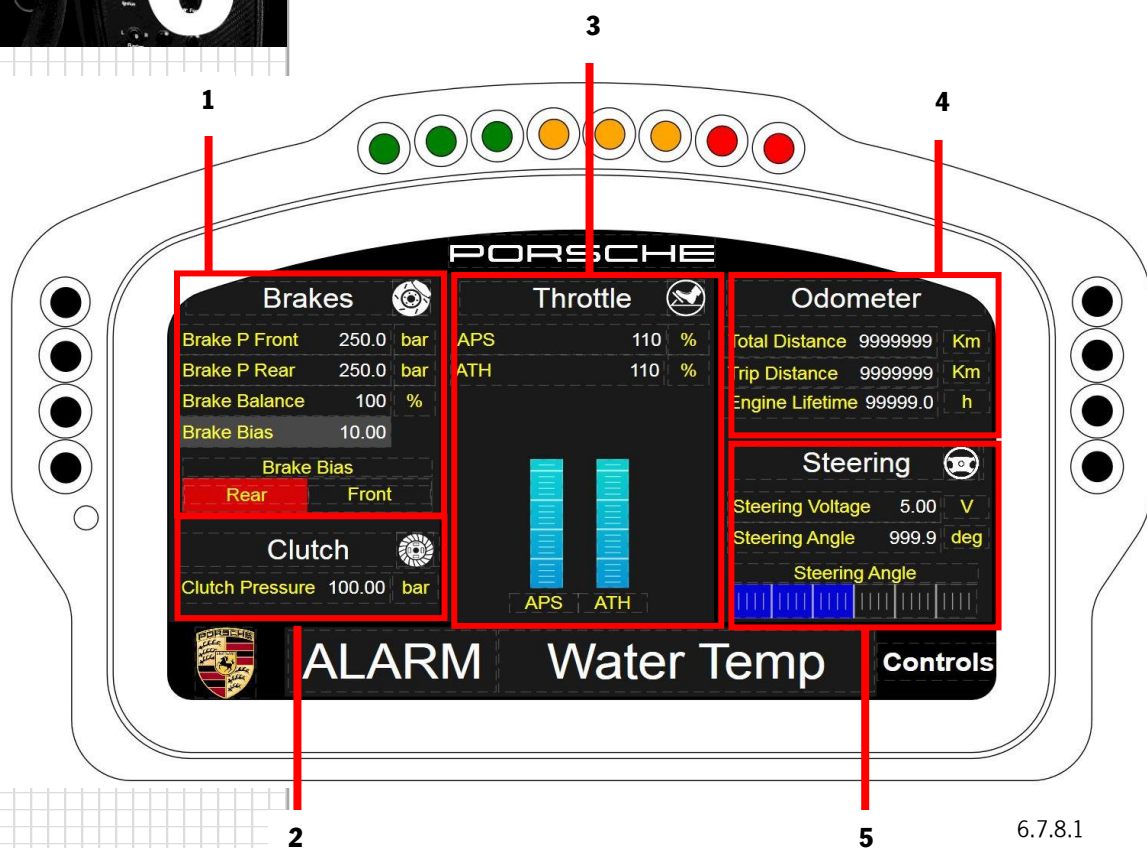 3
1
4
PORSCHE
Brakes
Brake P Front 250.0 bar
Brake P Rear 250.0 bar
Brake Balance 100 %
Brake Bias 10.00
Brake Bias
Rear Front
Clutch
Clutch Pressure 100.00 bar
Throttle
APS 110 %
ATH 110 %
APS ATH
Odometer
Total Distance 9999999 Km
Trip Distance 9999999 Km
Engine Lifetime 99999.0 h
Steering
Steering Voltage 5.00 V
Steering Angle 999.9 deg
Steering Angle
PORSCHE
ALARM Water Temp Controls
2
5
6.7.8.1